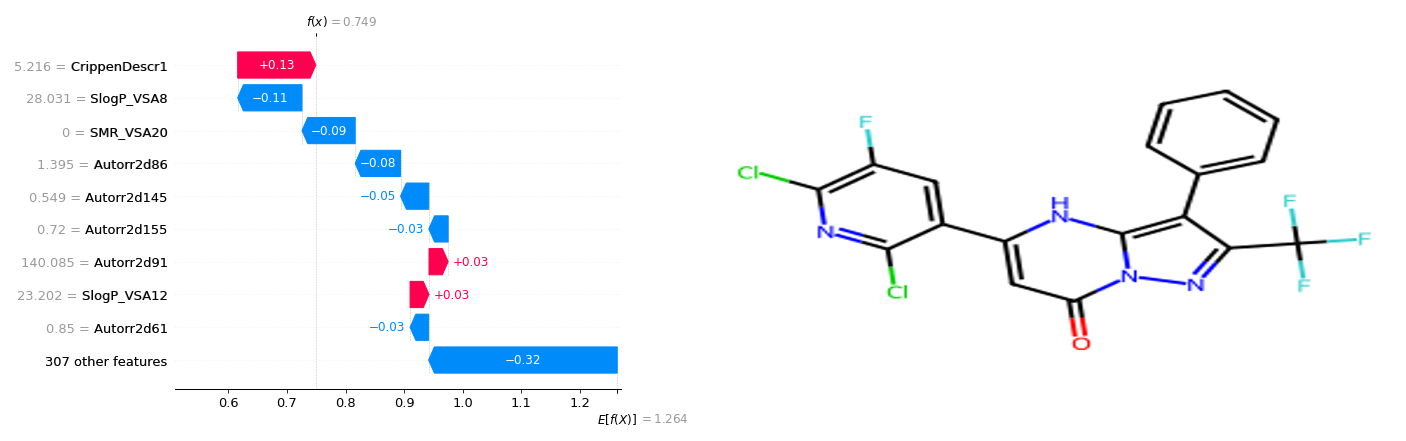 f(x) = 0.749
5.216 = CrippenDescr1
+0.13
28.031 = SlogP_VSA8
−0.11
0 = SMR_VSA20
−0.09
1.395 = Autorr2d86
−0.08
0.549 = Autorr2d145
−0.05
0.72 = Autorr2d155
−0.03
140.085 = Autorr2d91
+0.03
23.202 = SlogP_VSA12
+0.03
0.85 = Autorr2d61
−0.03
307 other features
−0.32
0.6 0.7 0.8 0.9 1.0 1.1 1.2
E[f(X)] = 1.264
F
Cl
N
Cl
H
N
N
N
O
F
F
F